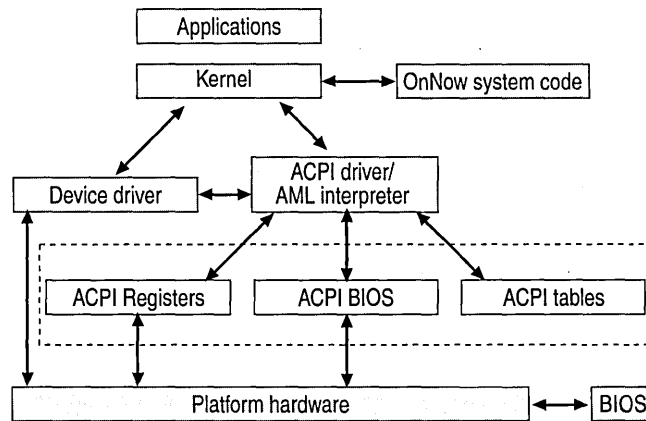 Applications
Kernel
OnNow system code
Device driver
ACPI driver/
AML interpreter
ACPI Registers
ACPI BIOS
ACPI tables
Platform hardware
BIOS